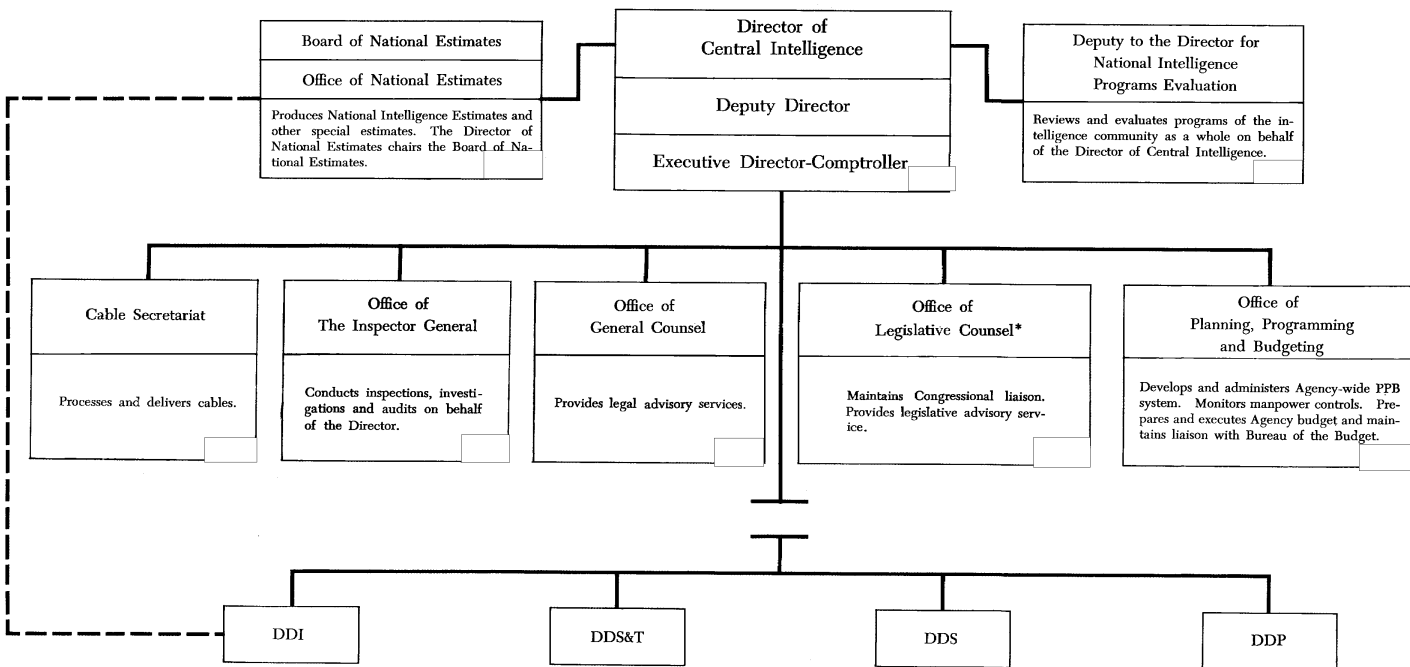 Board of National Estimates
Office of National Estimates
Produces National Intelligence Estimates and
other special estimates. The Director of
National Estimates chairs the Board of Na-
tional Estimates.
Director of
Central Intelligence
Deputy Director
Executive Director-Comptroller
Deputy to the Director for
National Intelligence
Programs Evaluation
Reviews and evaluates programs of the in-
telligence community as a whole on behalf
of the Director of Central Intelligence.
Cable Secretariat
Processes and delivers cables.
Office of
The Inspector General
Conducts inspections, investi-
gations and audits on behalf
of the Director.
Office of
General Counsel
Provides legal advisory services.
Office of
Legislative Counsel*
Maintains Congressional liaison.
Provides legislative advisory serv-
ice.
Office of
Planning, Programming
and Budgeting
Develops and administers Agency-wide PPB
system. Monitors manpower controls. Pre-
pares and executes Agency budget and main-
tains liaison with Bureau of the Budget.
DDI
DDS&T
DDS
DDP